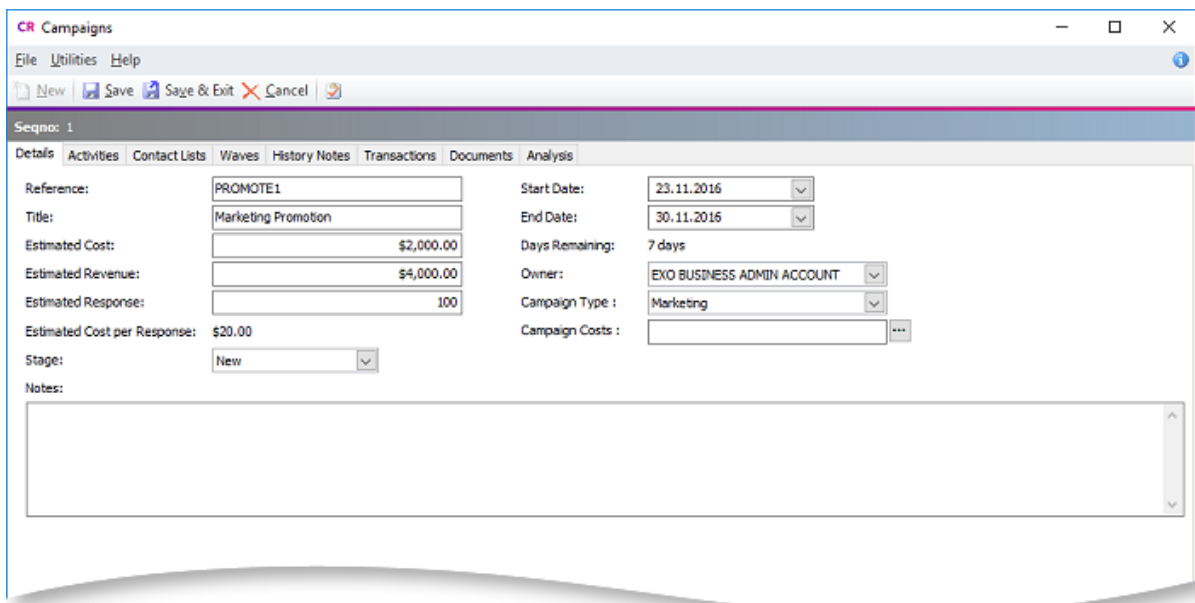 CR Campaigns
File Utilities Help
New Save Save & Exit Cancel
Seqno: 1
Details Activities Contact Lists Waves History Notes Transactions Documents Analysis
Reference: PROMOTE1 Start Date: 23.11.2016
Title: Marketing Promotion End Date: 30.11.2016
Estimated Cost: $2,000.00 Days Remaining: 7 days
Estimated Revenue: $4,000.00 Owner: EXO BUSINESS ADMIN ACCOUNT
Estimated Response: 100 Campaign Type : Marketing
Estimated Cost per Response: $20.00 Campaign Costs : ...
Stage: New
Notes: